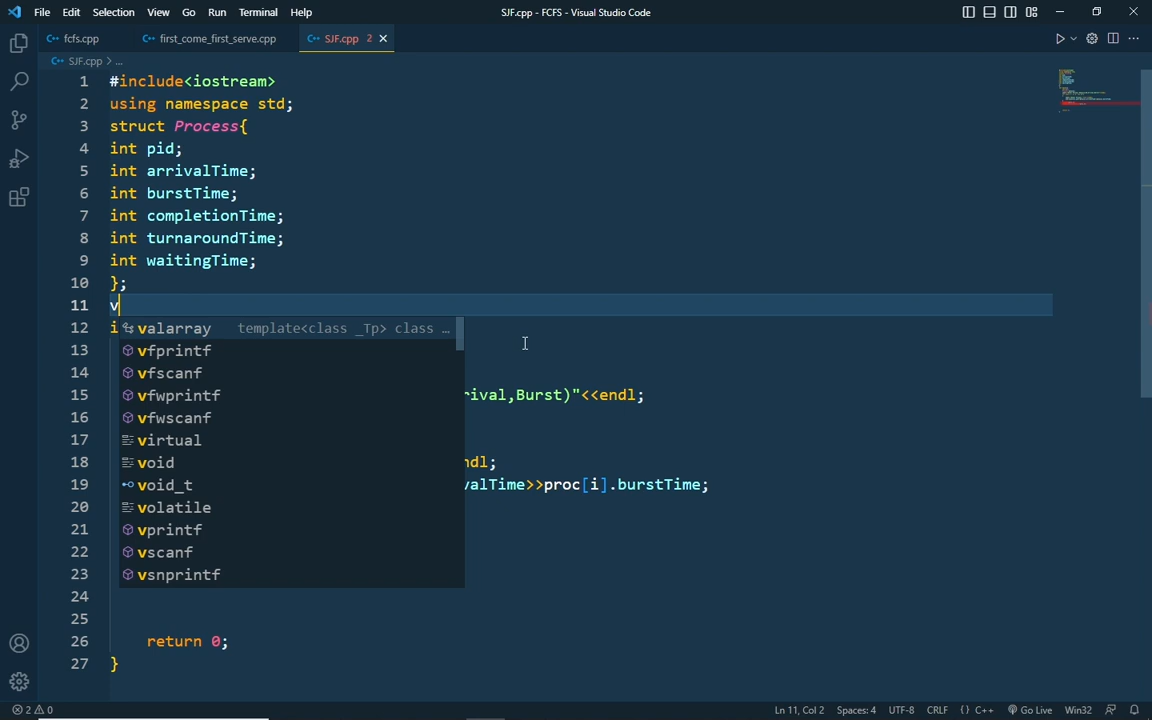 File Edit Selection View Go Run Terminal Help SJF.cpp - FCFS - Visual Studio Code
fcfs.cpp first_come_first_serve.cpp SJF.cpp 2
SJF.cpp > ...
1 #include<iostream>
2 using namespace std;
3 struct Process{
4 int pid;
5 int arrivalTime;
6 int burstTime;
7 int completionTime;
8 int turnaroundTime;
9 int waitingTime;
10 };
11 v
12 i valarray template<class _Tp> class …
13 vfprintf
14 vfscanf
15 vfwprintf rival,Burst)"<<endl;
16 vfwscanf
17 virtual
18 void ndl;
19 void_t valTime>>proc[i].burstTime;
20 volatile
21 vprintf
22 vscanf
23 vsnprintf
24
25
26 return 0;
27 }
2 0 Ln 11, Col 2 Spaces: 4 UTF-8 CRLF {} C++ Go Live Win32